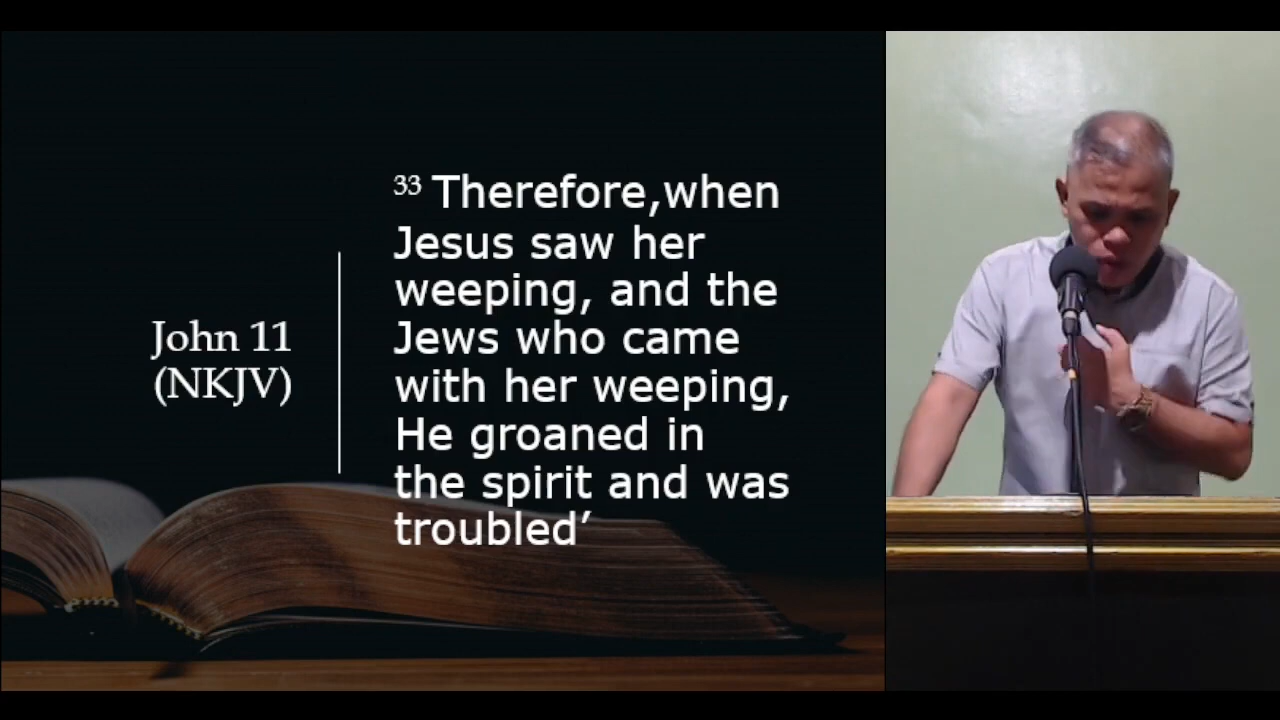 John 11
(NKJV)
33 Therefore,when
Jesus saw her
weeping, and the
Jews who came
with her weeping,
He groaned in
the spirit and was
troubled’